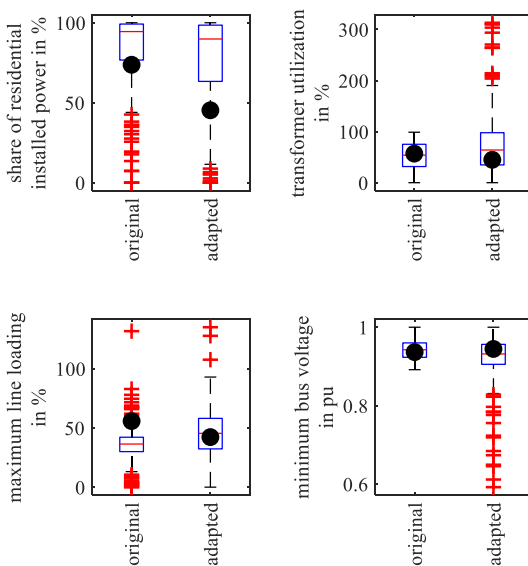 share of residential
installed power in %
100
50
0
original
adapted
transformer utilization
in %
300
200
100
0
original
adapted
maximum line loading
in %
100
50
0
original
adapted
minimum bus voltage
in pu
1
0.8
0.6
original
adapted